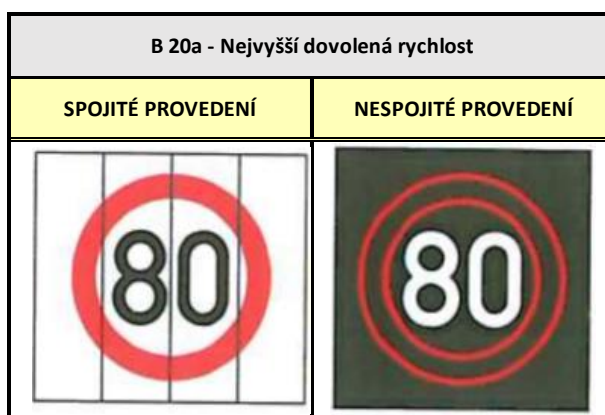 B 20a - Nejvyšší dovolená rychlost
SPOJITÉ PROVEDENÍ
NESPOJITÉ PROVEDENÍ
80
80